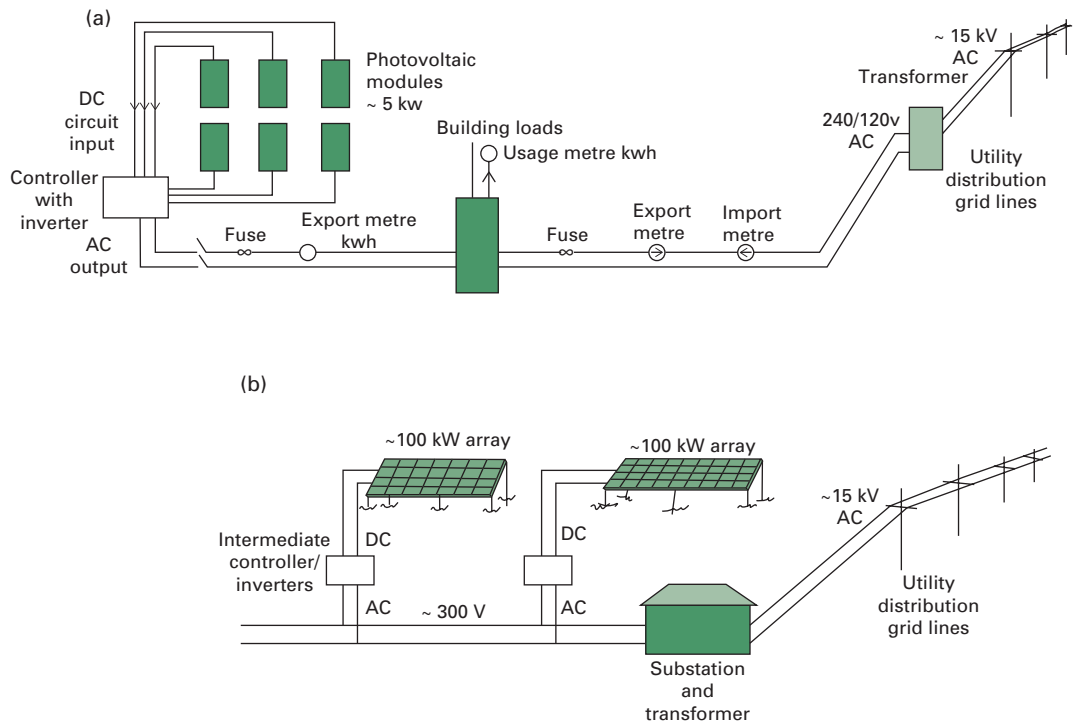 (a)
Photovoltaic
modules
~ 5 kw
DC
circuit
input
Controller
with
inverter
AC
output
Fuse
Export metre
kwh
Building loads
Usage metre kwh
Fuse
Export
metre
Import
metre
240/120v
AC
Transformer
~ 15 kV
AC
Utility
distribution
grid lines
(b)
~100 kW array
~100 kW array
Intermediate
controller/
inverters
DC
AC
DC
AC
~ 300 V
Substation
and
transformer
~15 kV
AC
Utility
distribution
grid lines